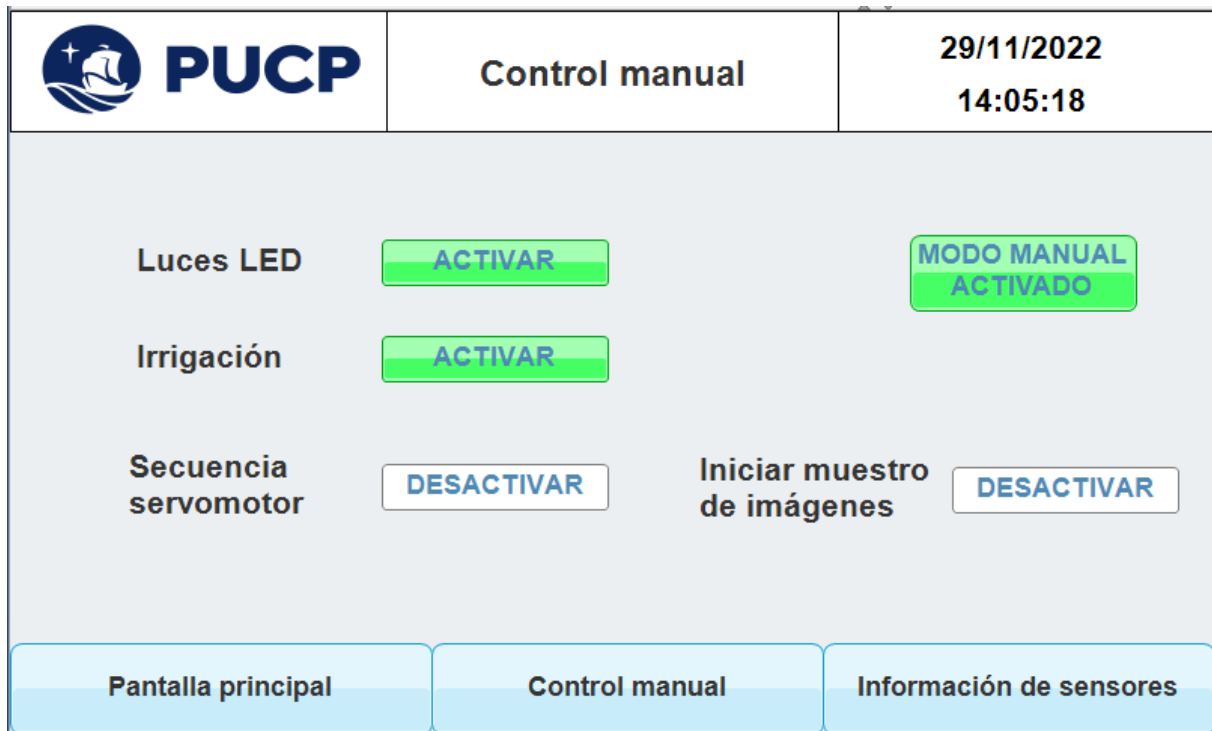 PUCP
Control manual
29/11/2022
14:05:18
Luces LED
ACTIVAR
MODO MANUAL
ACTIVADO
Irrigación
ACTIVAR
Secuencia
servomotor
DESACTIVAR
Iniciar muestro
de imágenes
DESACTIVAR
Pantalla principal
Control manual
Información de sensores